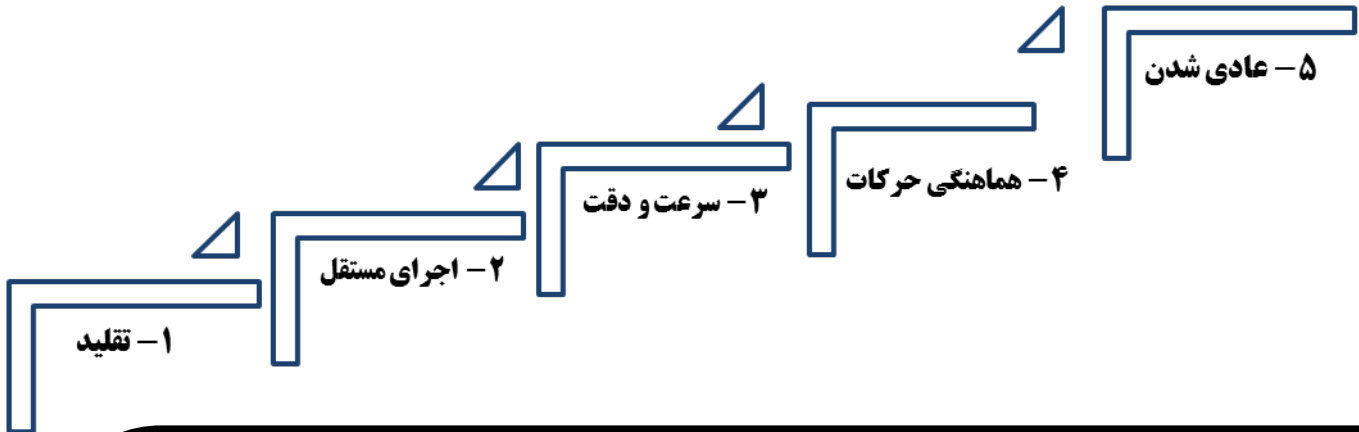 ۱ – تقلید
۲ – اجرای مستقل
۳ – سرعت و دقت
۴ – هماهنگی حرکات
۵ – عادی شدن